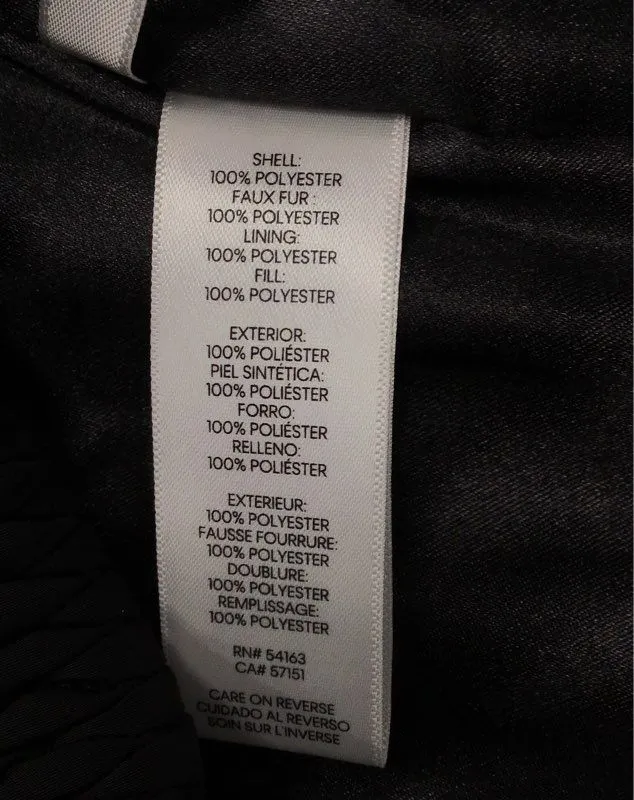 SHELL:
100% POLYESTER
FAUX FUR :
100% POLYESTER
LINING:
100% POLYESTER
FILL:
100% POLYESTER
EXTERIOR:
100% POLIÉSTER
PIEL SINTÉTICA:
100% POLIÉSTER
FORRO:
100% POLIÉSTER
RELLENO:
100% POLIÉSTER
EXTERIEUR:
100% POLYESTER
FAUSSE FOURRURE:
100% POLYESTER
DOUBLURE:
100% POLYESTER
REMPLISSAGE:
100% POLYESTER
RN# 54163
CA# 57151
CARE ON REVERSE
CUIDADO AL REVERSO
SOIN SUR L'INVERSE